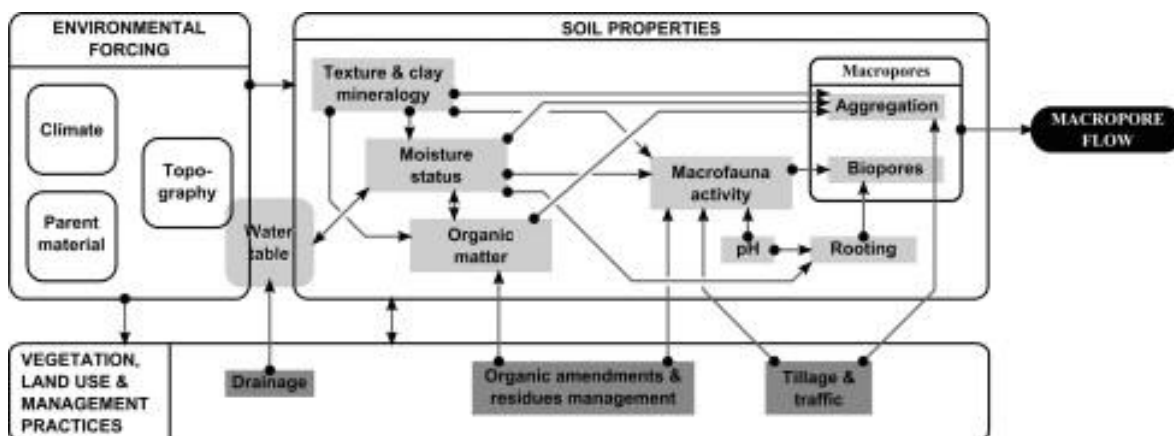 ENVIRONMENTAL
FORCING
SOIL PROPERTIES
Climate
Topo-
graphy
Parent
material
Water
table
Texture & clay
mineralogy
Moisture
status
Organic
matter
Macrofauna
activity
pH
Rooting
Macropores
Aggregation
Biopores
MACROPORE
FLOW
VEGETATION,
LAND USE &
MANAGEMENT
PRACTICES
Drainage
Organic amendments &
residues management
Tillage &
traffic